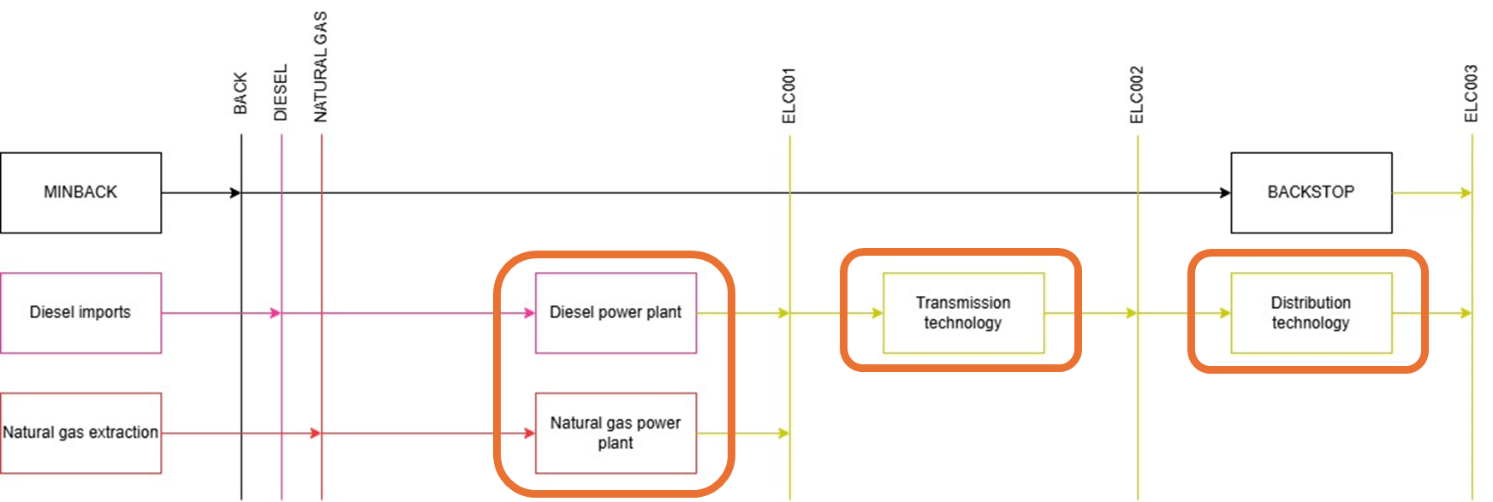 BACK
DIESEL
NATURAL GAS
ELC001
ELC002
ELC003
MINBACK
BACKSTOP
Diesel imports
Diesel power plant
Transmission
technology
Distribution
technology
Natural gas extraction
Natural gas power
plant